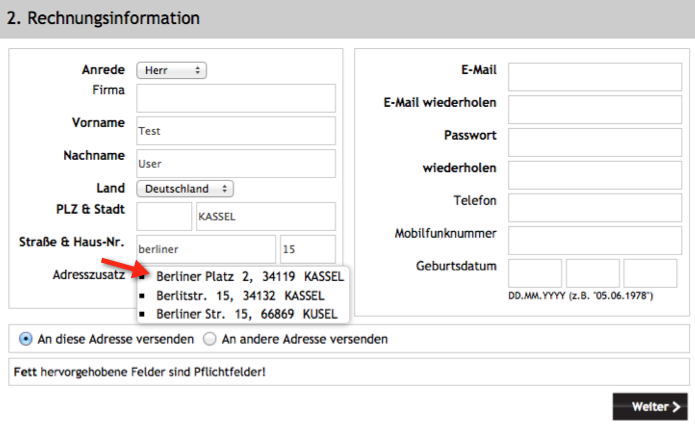 2. Rechnungsinformation
Anrede Herr
Firma
Vorname Test
Nachname User
Land Deutschland
PLZ & Stadt KASSEL
Straße & Haus-Nr. berliner 15
Adresszusatz
Berliner Platz 2, 34119 KASSEL
Berlitstr. 15, 34132 KASSEL
Berliner Str. 15, 66869 KUSEL
E-Mail
E-Mail wiederholen
Passwort
wiederholen
Telefon
Mobilfunknummer
Geburtsdatum
DD.MM.YYYY (z.B. "05.06.1978")
An diese Adresse versenden An andere Adresse versenden
Fett hervorgehobene Felder sind Pflichtfelder!
Weiter >